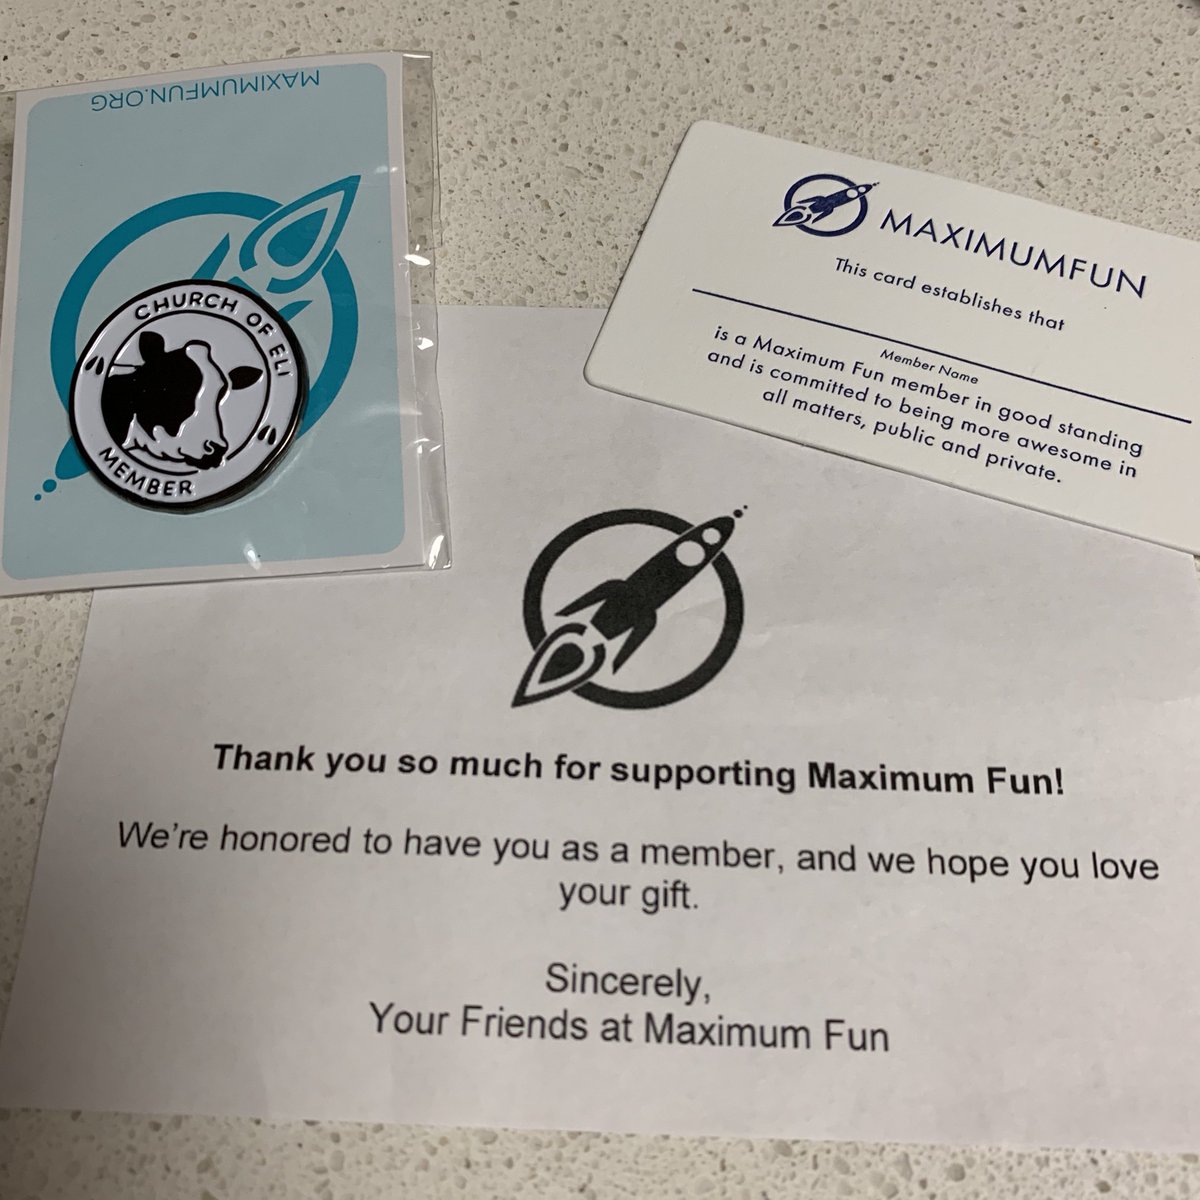 MAXIMUMFUN.ORG
CHURCH OF ELI
MEMBER
MAXIMUMFUN
This card establishes that
Member Name
is a Maximum Fun member in good standing
and is committed to being more awesome in
all matters, public and private.
Thank you so much for supporting Maximum Fun!
We're honored to have you as a member, and we hope you love
your gift.
Sincerely,
Your Friends at Maximum Fun